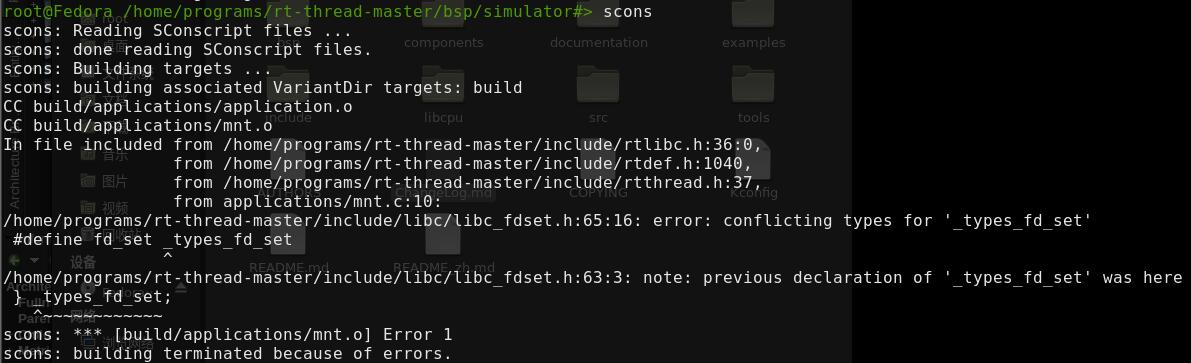 root@Fedora /home/programs/rt-thread-master/bsp/simulator#> scons
scons: Reading SConscript files ...
scons: done reading SConscript files.
scons: Building targets ...
scons: building associated VariantDir targets: build
CC build/applications/application.o
CC build/applications/mnt.o
In file included from /home/programs/rt-thread-master/include/rtlibc.h:36:0,
                 from /home/programs/rt-thread-master/include/rtdef.h:1040,
                 from /home/programs/rt-thread-master/include/rtthread.h:37,
                 from applications/mnt.c:10:
/home/programs/rt-thread-master/include/libc/libc_fdset.h:65:16: error: conflicting types for '_types_fd_set'
 #define fd_set _types_fd_set
                ^
/home/programs/rt-thread-master/include/libc/libc_fdset.h:63:3: note: previous declaration of '_types_fd_set' was here
 } _types_fd_set;
   ^~~~~~~~~~~~~
scons: *** [build/applications/mnt.o] Error 1
scons: building terminated because of errors.
components
documentation
examples
include
libcpu
src
tools
音乐
图片
视频
设备
网络
ChangeLog.md
COPYING
Kconfig
README.md
README_zh.md